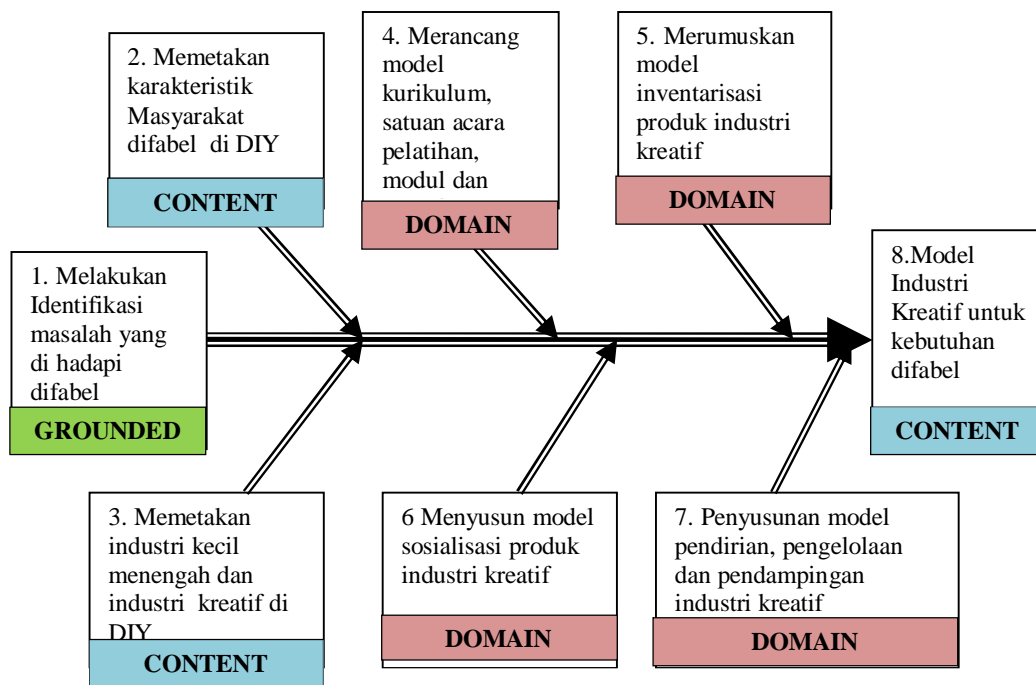 1. Melakukan
Identifikasi
masalah yang
di hadapi
difabel
GROUNDED
2. Memetakan
karakteristik
Masyarakat
difabel di DIY
CONTENT
3. Memetakan
industri kecil
menengah dan
industri kreatif di
DIY
CONTENT
4. Merancang
model
kurikulum,
satuan acara
pelatihan,
modul dan
DOMAIN
5. Merumuskan
model
inventarisasi
produk industri
kreatif
DOMAIN
6 Menyusun model
sosialisasi produk
industri kreatif
DOMAIN
7. Penyusunan model
pendirian, pengelolaan
dan pendampingan
industri kreatif
DOMAIN
8.Model
Industri
Kreatif untuk
kebutuhan
difabel
CONTENT